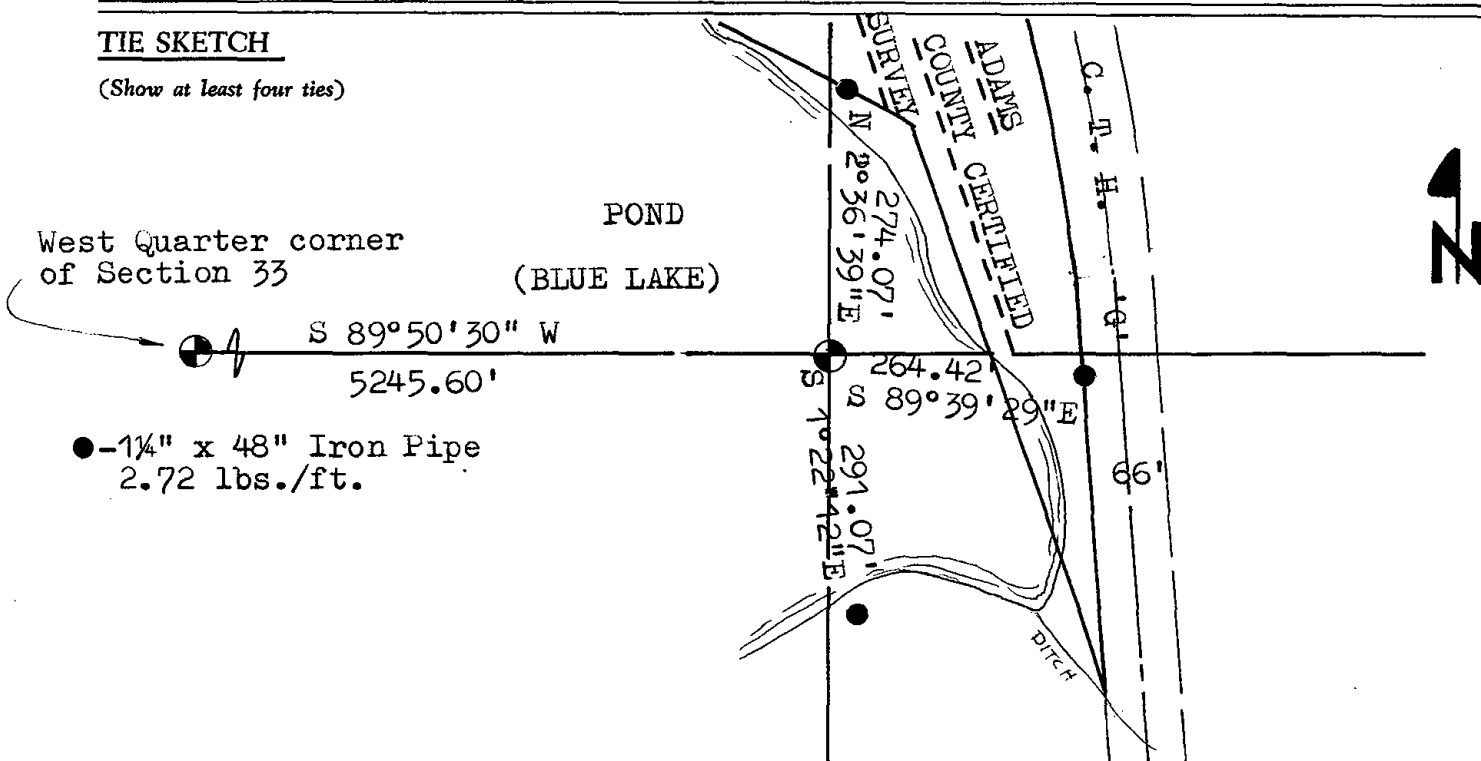 TIE SKETCH
(Show at least four ties)
ADAMS
COUNTY CERTIFIED
SURVEY
C. T. H. 'G'
N
POND
(BLUE LAKE)
West Quarter corner
of Section 33
274.07'
N 2°36'39"E
S 89°50'30" W
5245.60'
264.42'
S 89°39'29"E
291.07'
S 1°22"42"E
66'
●-1¼" x 48" Iron Pipe
2.72 lbs./ft.
DITCH